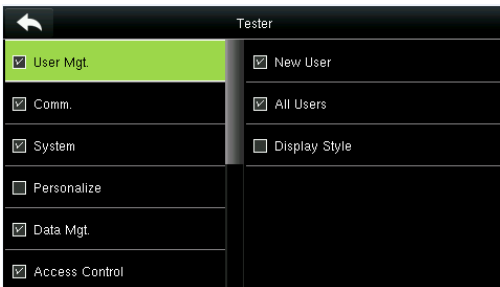 Tester
User Mgt.
New User
Comm.
All Users
System
Display Style
Personalize
Data Mgt.
Access Control